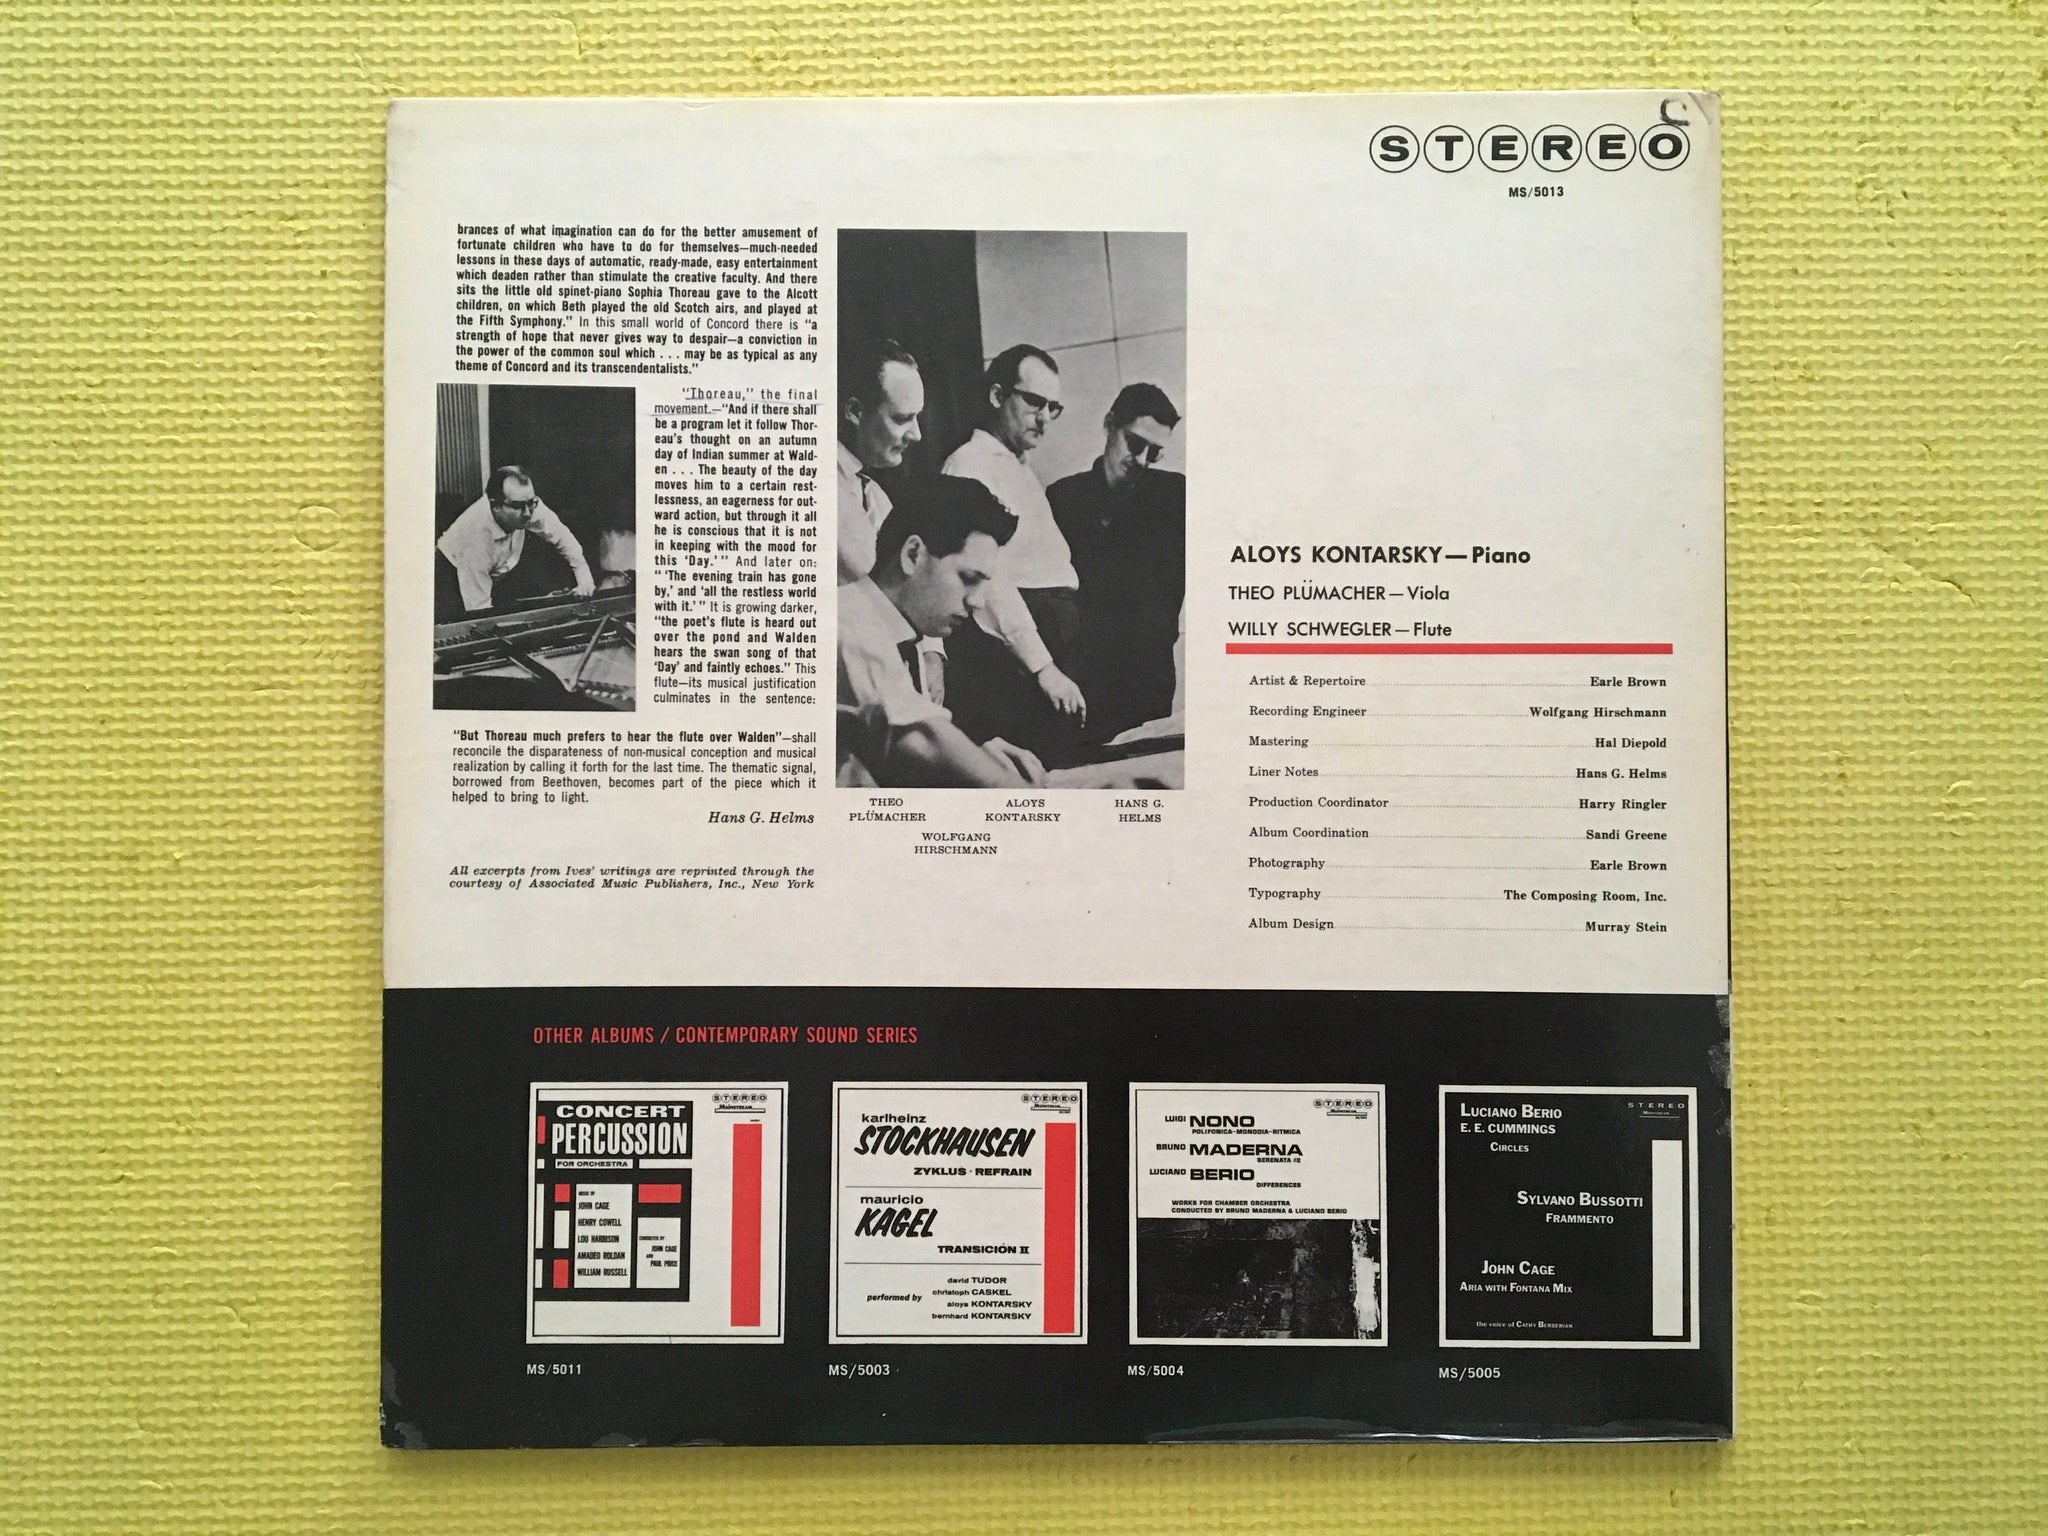 STEREO
MS/5013
brances of what imagination can do for the better amusement of
fortunate children who have to do for themselves—much-needed
lessons in these days of automatic, ready-made, easy entertainment
which deaden rather than stimulate the creative faculty. And there
sits the little old spinet-piano Sophia Thoreau gave to the Alcott
children, on which Beth played the old Scotch airs, and played at
the Fifth Symphony." In this small world of Concord there is "a
strength of hope that never gives way to despair—a conviction in
the power of the common soul which . . . may be as typical as any
theme of Concord and its transcendentalists."
"Thoreau," the final
movement.—"And if there shall
be a program let it follow Thor-
eau's thought on an autumn
day of Indian summer at Wald-
en . . . The beauty of the day
moves him to a certain rest-
lessness, an eagerness for out-
ward action, but through it all
he is conscious that it is not
in keeping with the mood for
this 'Day.' " And later on:
" 'The evening train has gone
by,' and 'all the restless world
with it.' " It is growing darker,
"the poet's flute is heard out
over the pond and Walden
hears the swan song of that
'Day' and faintly echoes." This
flute—its musical justification
culminates in the sentence:
"But Thoreau much prefers to hear the flute over Walden"—shall
reconcile the disparateness of non-musical conception and musical
realization by calling it forth for the last time. The thematic signal,
borrowed from Beethoven, becomes part of the piece which it
helped to bring to light.
Hans G. Helms
All excerpts from Ives' writings are reprinted through the
courtesy of Associated Music Publishers, Inc., New York
THEO PLÜMACHER
ALOYS KONTARSKY
HANS G. HELMS
WOLFGANG HIRSCHMANN
ALOYS KONTARSKY—Piano
THEO PLÜMACHER—Viola
WILLY SCHWEGLER—Flute
Artist & Repertoire Earle Brown
Recording Engineer Wolfgang Hirschmann
Mastering Hal Diepold
Liner Notes Hans G. Helms
Production Coordinator Harry Ringler
Album Coordination Sandi Greene
Photography Earle Brown
Typography The Composing Room, Inc.
Album Design Murray Stein
OTHER ALBUMS / CONTEMPORARY SOUND SERIES
STEREO
Mainstream
CONCERT
PERCUSSION
FOR ORCHESTRA
MUSIC OF
JOHN CAGE
HENRY COWELL
LOU HARRISON
AMADEO ROLDAN
WILLIAM RUSSELL
CONDUCTED BY
JOHN CAGE
AND
PAUL PRICE
MS/5011
STEREO
Mainstream
karlheinz
STOCKHAUSEN
ZYKLUS · REFRAIN
mauricio
KAGEL
TRANSICIÓN II
performed by
david TUDOR
christoph CASKEL
aloys KONTARSKY
bernhard KONTARSKY
MS/5003
STEREO
Mainstream
LUIGI NONO
POLIFONICA-MONODIA-RITMICA
BRUNO MADERNA
SERENATA #2
LUCIANO BERIO
DIFFERENCES
WORKS FOR CHAMBER ORCHESTRA
CONDUCTED BY BRUNO MADERNA & LUCIANO BERIO
MS/5004
STEREO
Mainstream
LUCIANO BERIO
E. E. CUMMINGS
CIRCLES
SYLVANO BUSSOTTI
FRAMMENTO
JOHN CAGE
ARIA WITH FONTANA MIX
the voice of CATHY BERBERIAN
MS/5005